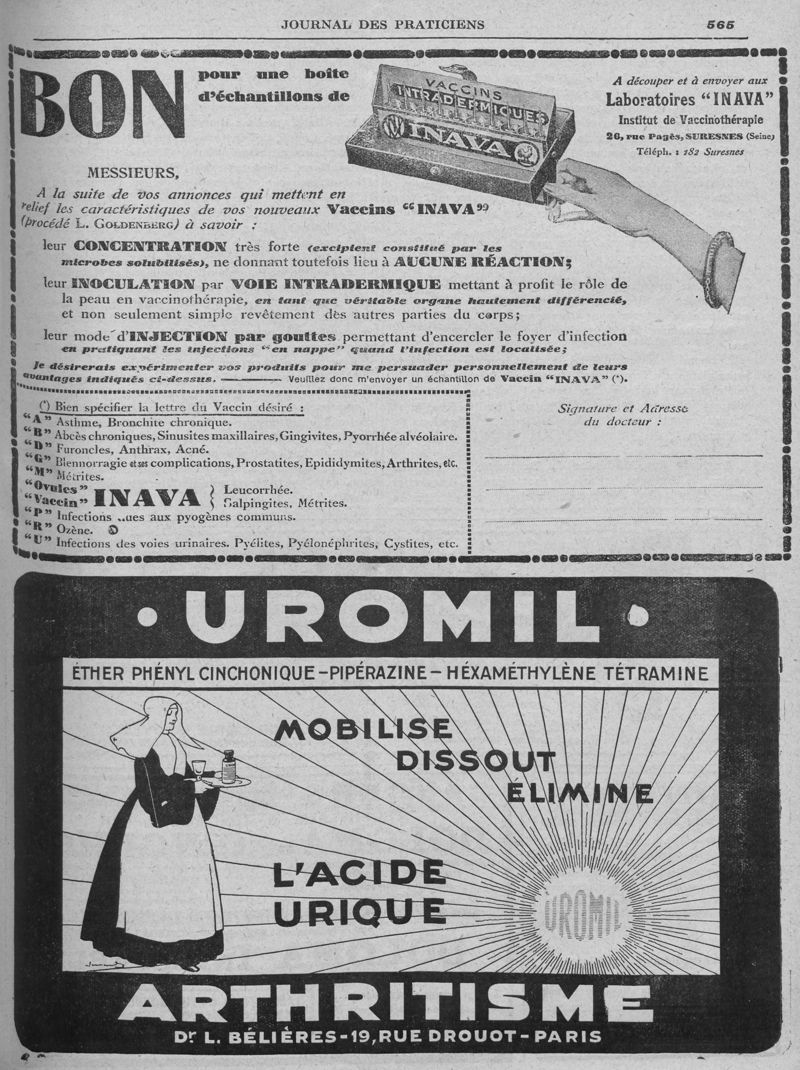 JOURNAL DES PRATICIENS 565
BON pour une boîte
d'échantillons de
VACCINS
INTRADERMIQUES
INAVA
A découper et à envoyer aux
Laboratoires “INAVA”
Institut de Vaccinothérapie
26, rue Pagès, SURESNES (Seine)
Téléph. : 182 Suresnes
MESSIEURS,
A la suite de vos annonces qui mettent en
relief les caractéristiques de vos nouveaux Vaccins “INAVA”
(procédé L. GOLDENBERG) à savoir :
leur CONCENTRATION très forte (excipient constitué par les
microbes solubilisés), ne donnant toutefois lieu à AUCUNE RÉACTION;
leur INOCULATION par VOIE INTRADERMIQUE mettant à profit le rôle de
la peau en vaccinothérapie, en tant que véritable organe hautement différencié,
et non seulement simple revêtement des autres parties du corps;
leur mode d'INJECTION par gouttes permettant d'encercler le foyer d'infection
en pratiquant les injections “en nappe” quand l'infection est localisée;
Je désirerais expérimenter vos produits pour me persuader personnellement de leurs
avantages indiqués ci-dessus. ——— Veuillez donc m'envoyer un échantillon de Vaccin “INAVA” (*).
(*) Bien spécifier la lettre du Vaccin désiré :
“A” Asthme, Bronchite chronique.
“B” Abcès chroniques, Sinusites maxillaires, Gingivites, Pyorrhée alvéolaire.
“D” Furoncles, Anthrax, Acné.
“G” Blennorragie et ses complications, Prostatites, Epididymites, Arthrites, etc.
“M” Métrites.
“Ovules” INAVA } Leucorrhée.
“Vaccin” INAVA } Salpingites, Métrites.
“P” Infections dues aux pyogènes communs.
“R” Ozène.
“U” Infections des voies urinaires. Pyélites, Pyélonéphrites, Cystites, etc.
Signature et Adresse
du docteur :
· UROMIL ·
ÉTHER PHÉNYL CINCHONIQUE – PIPÉRAZINE – HÉXAMÉTHYLÈNE TÉTRAMINE
MOBILISE
DISSOUT
ÉLIMINE
L'ACIDE
URIQUE
UROMIL
ARTHRITISME
Dr L. BÉLIÈRES - 19, RUE DROUOT - PARIS